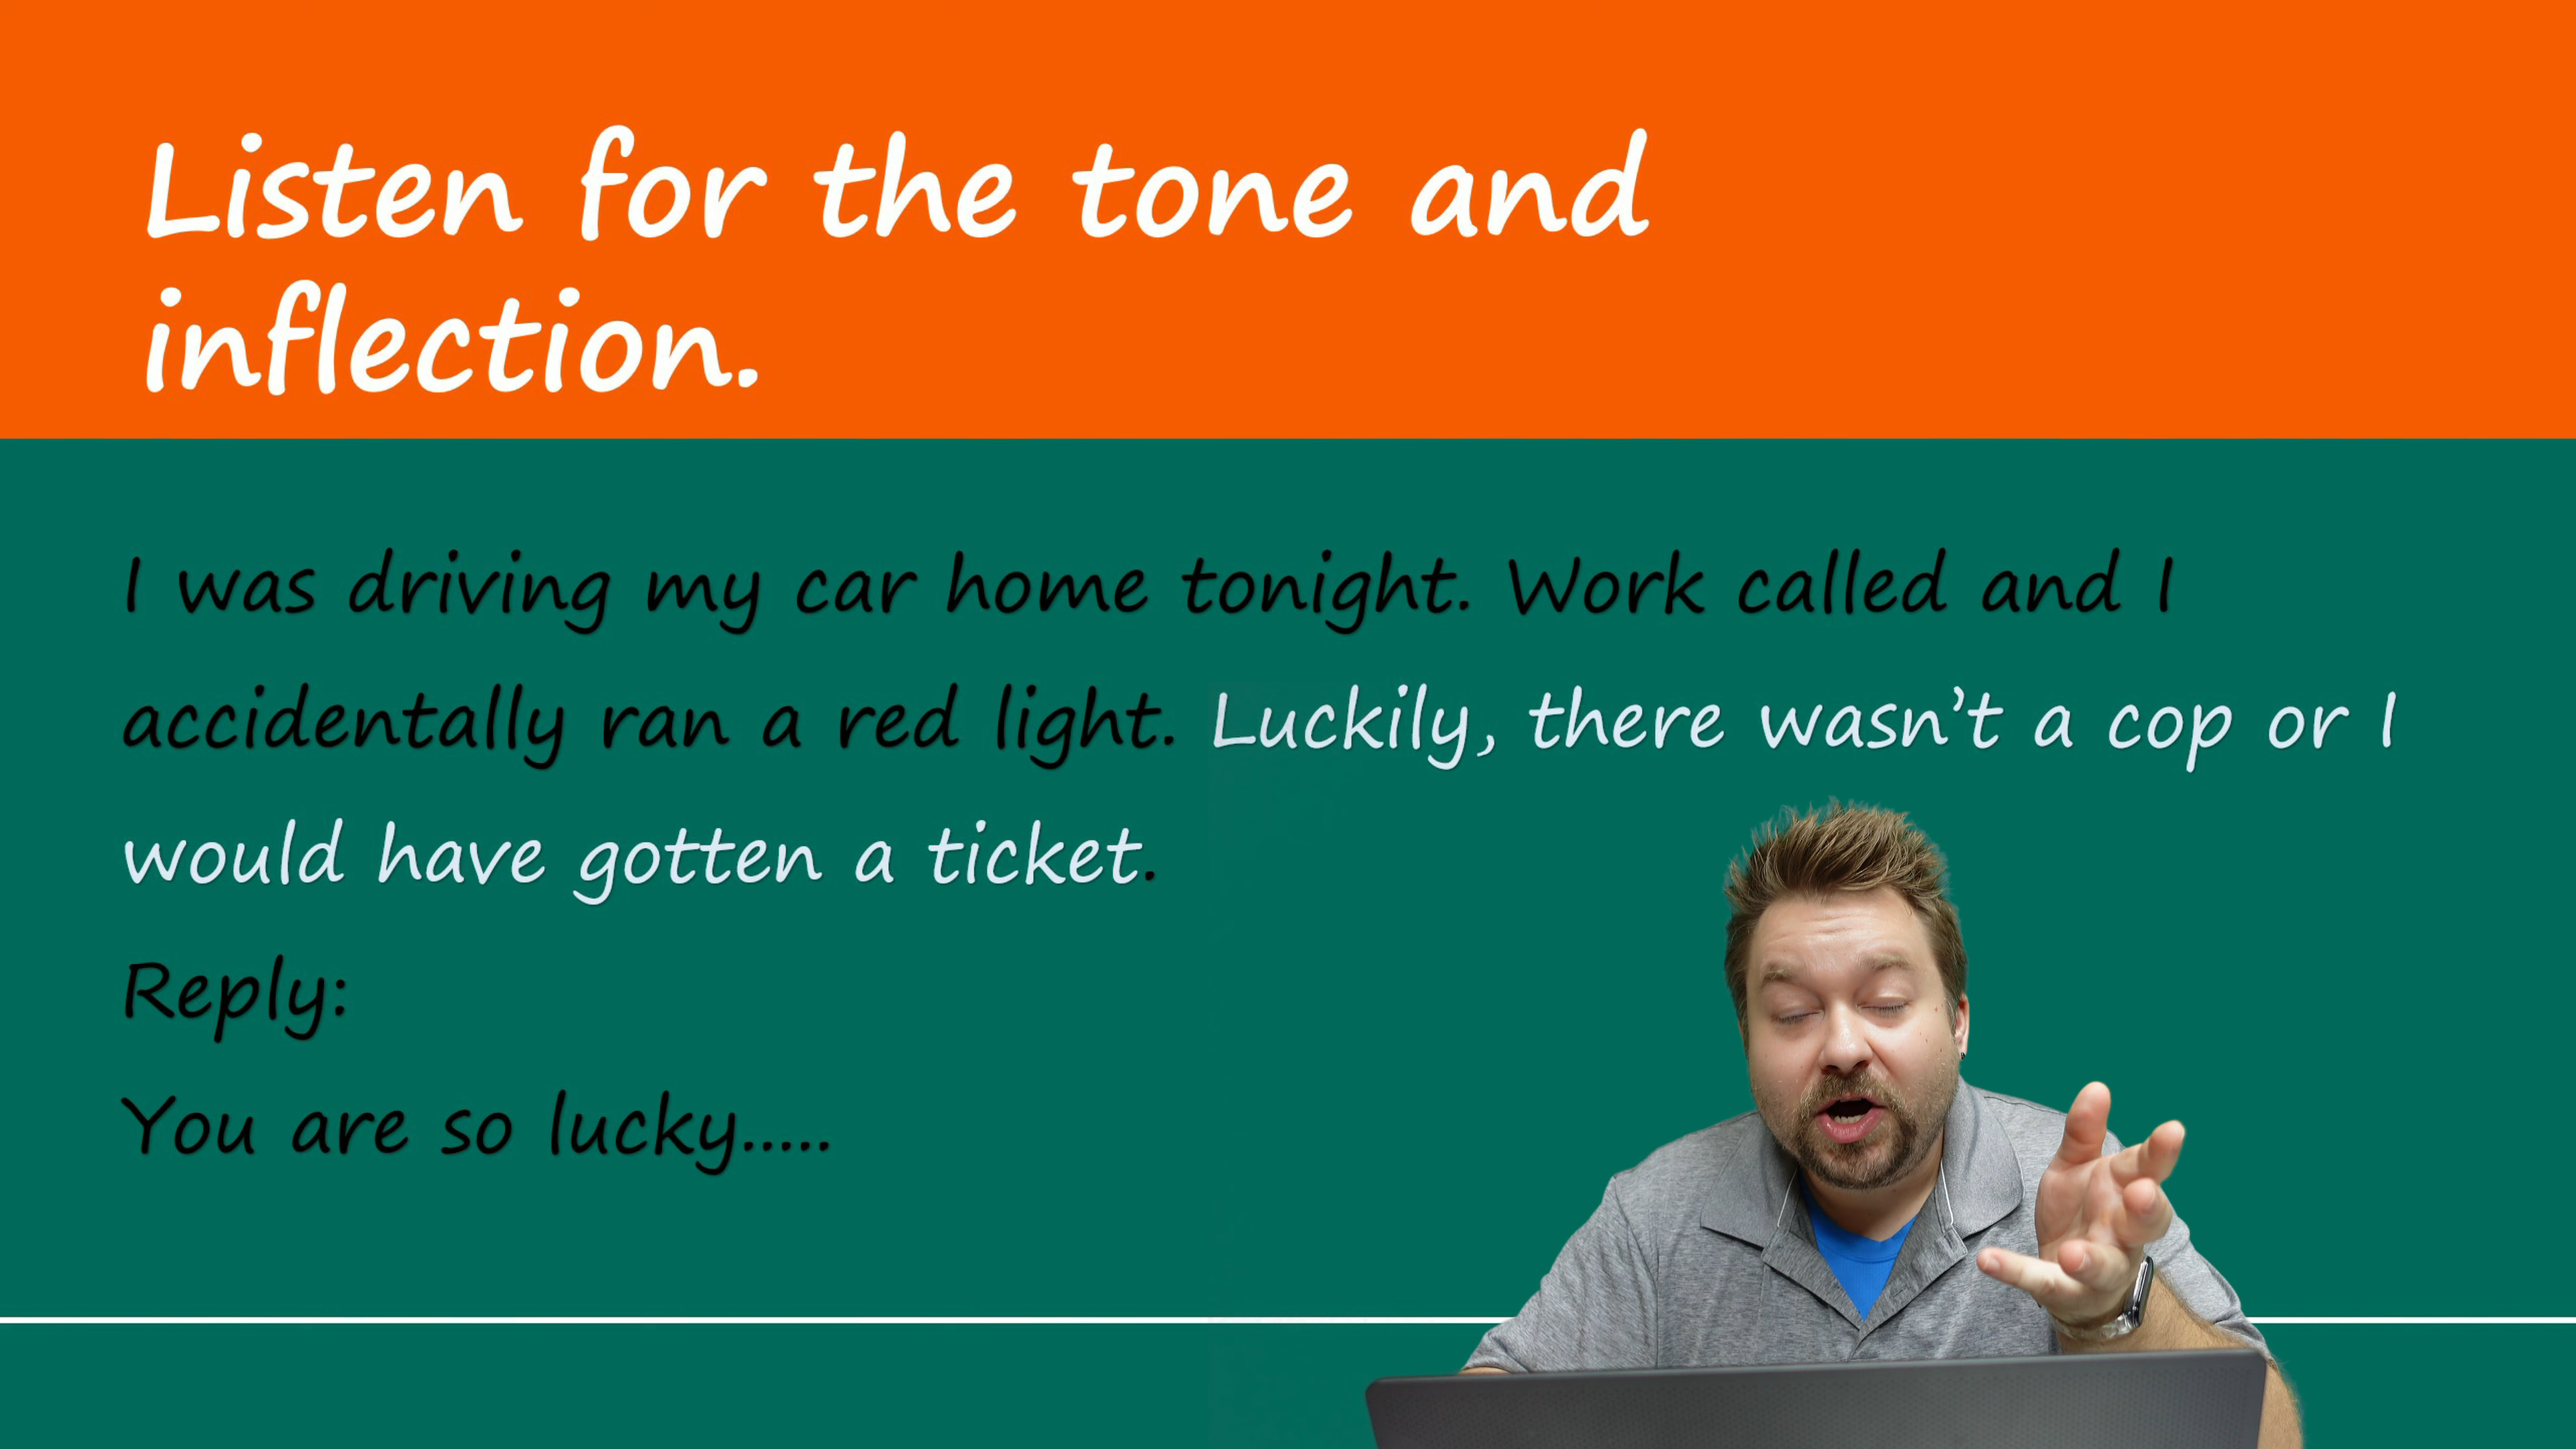 Listen for the tone and
inflection.
I was driving my car home tonight. Work called and I
accidentally ran a red light. Luckily, there wasn’t a cop or I
would have gotten a ticket.
Reply:
You are so lucky.....